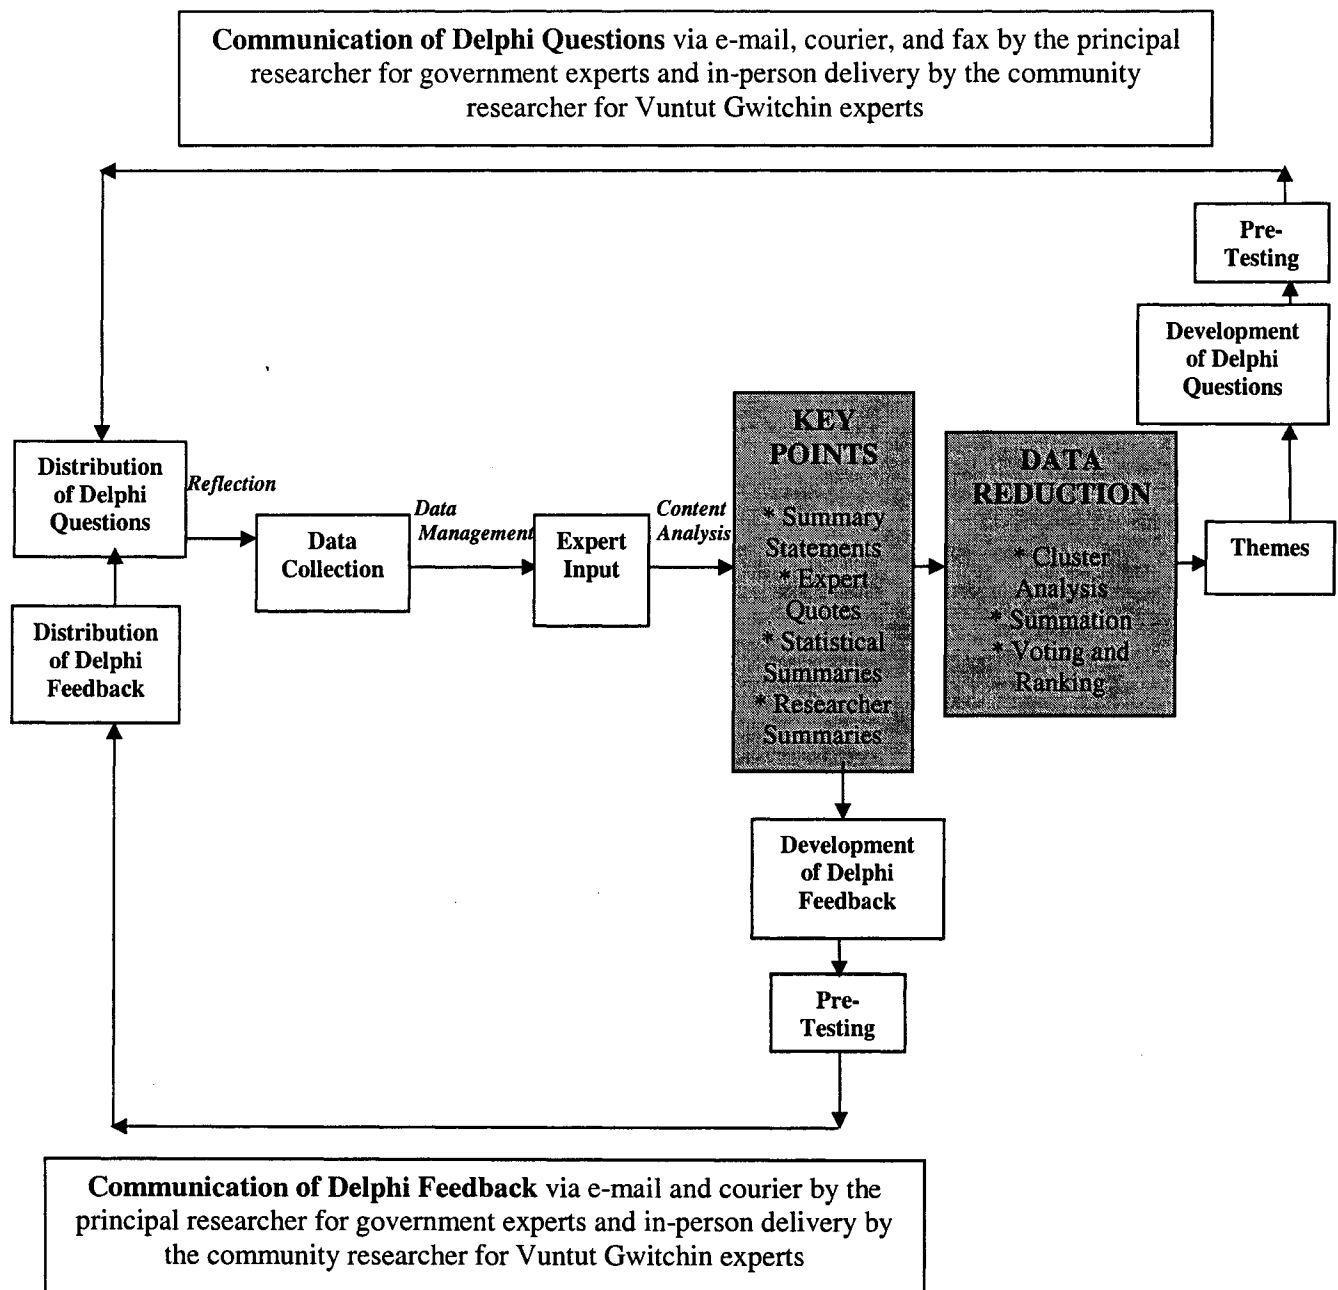 Communication of Delphi Questions via e-mail, courier, and fax by the principal
researcher for government experts and in-person delivery by the community
researcher for Vuntut Gwitchin experts
Pre-
Testing
Development
of Delphi
Questions
KEY
POINTS
* Summary
Statements
* Expert
Quotes
* Statistical
Summaries
* Researcher
Summaries
DATA
REDUCTION
* Cluster
Analysis
* Summation
* Voting and
Ranking
Themes
Distribution
of Delphi
Questions
Reflection
Data
Collection
Data
Management
Expert
Input
Content
Analysis
Distribution
of Delphi
Feedback
Development
of Delphi
Feedback
Pre-
Testing
Communication of Delphi Feedback via e-mail and courier by the
principal researcher for government experts and in-person delivery by
the community researcher for Vuntut Gwitchin experts